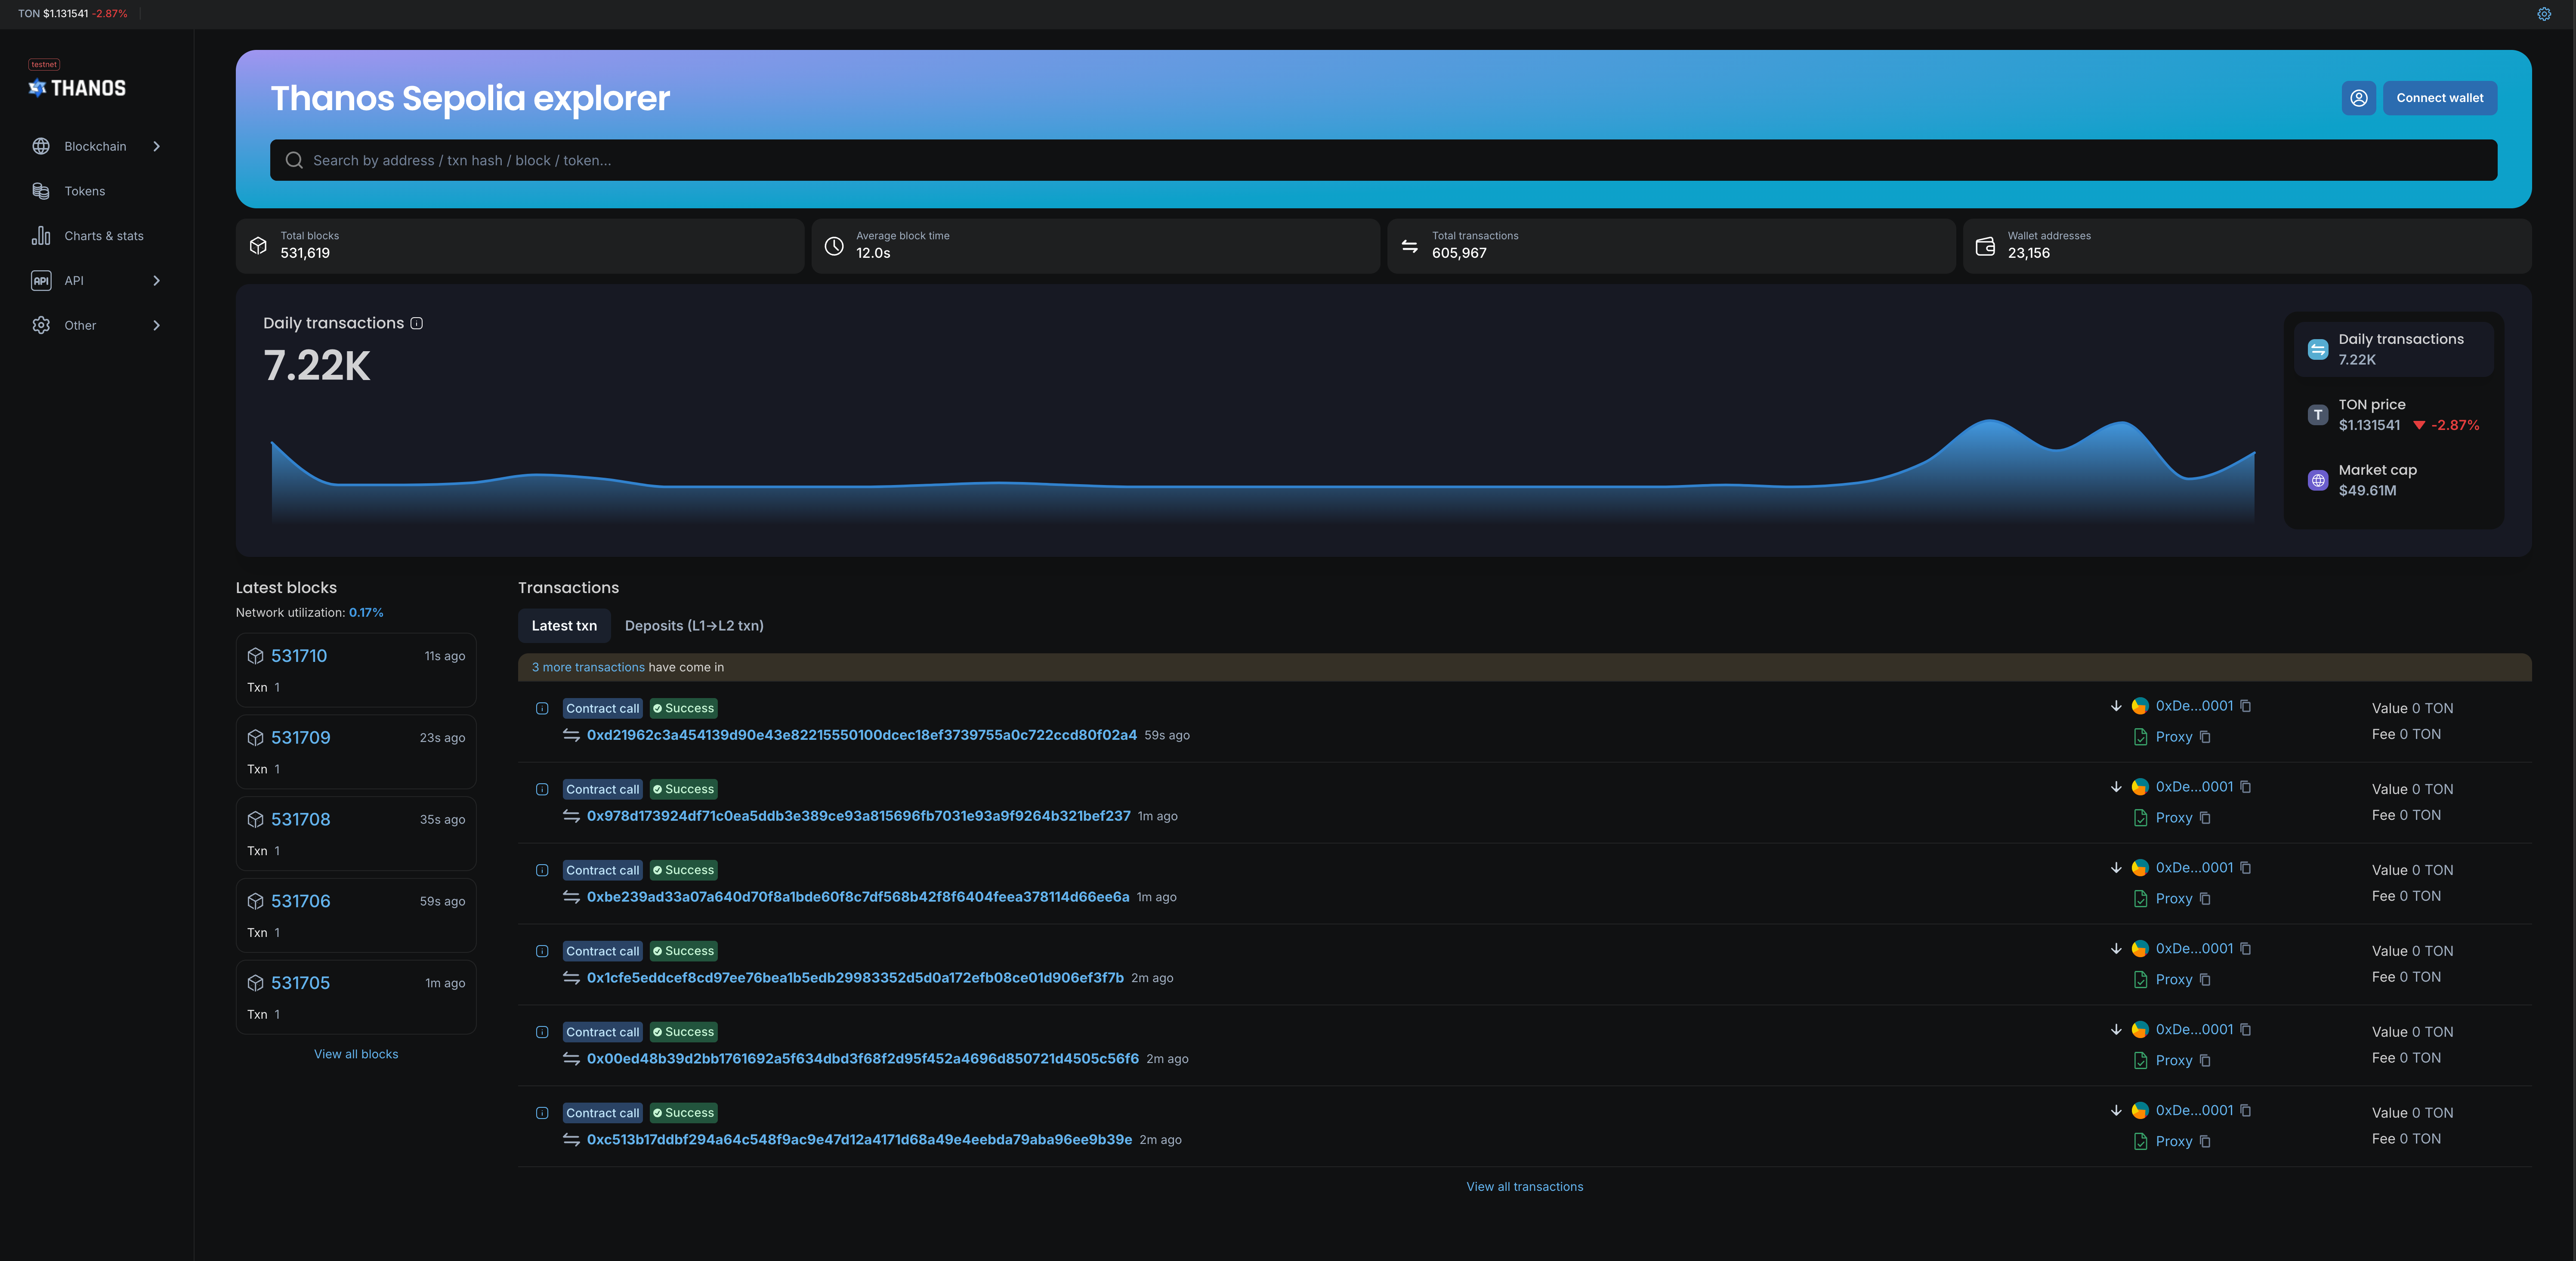 TON $1.131541 -2.87%
testnet
THANOS
Blockchain
Tokens
Charts & stats
API API
Other
Thanos Sepolia explorer
Connect wallet
Search by address / txn hash / block / token...
Total blocks
531,619
Average block time
12.0s
Total transactions
605,967
Wallet addresses
23,156
Daily transactions
7.22K
Daily transactions
7.22K
T
TON price
$1.131541 -2.87%
Market cap
$49.61M
Latest blocks
Network utilization: 0.17%
531710 11s ago
Txn 1
531709 23s ago
Txn 1
531708 35s ago
Txn 1
531706 59s ago
Txn 1
531705 1m ago
Txn 1
View all blocks
Transactions
Latest txn Deposits (L1→L2 txn)
3 more transactions have come in
Contract call Success
0xd21962c3a454139d90e43e82215550100dcec18ef3739755a0c722ccd80f02a4 59s ago
0xDe...0001
Proxy
Value 0 TON
Fee 0 TON
Contract call Success
0x978d173924df71c0ea5ddb3e389ce93a815696fb7031e93a9f9264b321bef237 1m ago
0xDe...0001
Proxy
Value 0 TON
Fee 0 TON
Contract call Success
0xbe239ad33a07a640d70f8a1bde60f8c7df568b42f8f6404feea378114d66ee6a 1m ago
0xDe...0001
Proxy
Value 0 TON
Fee 0 TON
Contract call Success
0x1cfe5eddcef8cd97ee76bea1b5edb29983352d5d0a172efb08ce01d906ef3f7b 2m ago
0xDe...0001
Proxy
Value 0 TON
Fee 0 TON
Contract call Success
0x00ed48b39d2bb1761692a5f634dbd3f68f2d95f452a4696d850721d4505c56f6 2m ago
0xDe...0001
Proxy
Value 0 TON
Fee 0 TON
Contract call Success
0xc513b17ddbf294a64c548f9ac9e47d12a4171d68a49e4eebda79aba96ee9b39e 2m ago
0xDe...0001
Proxy
Value 0 TON
Fee 0 TON
View all transactions